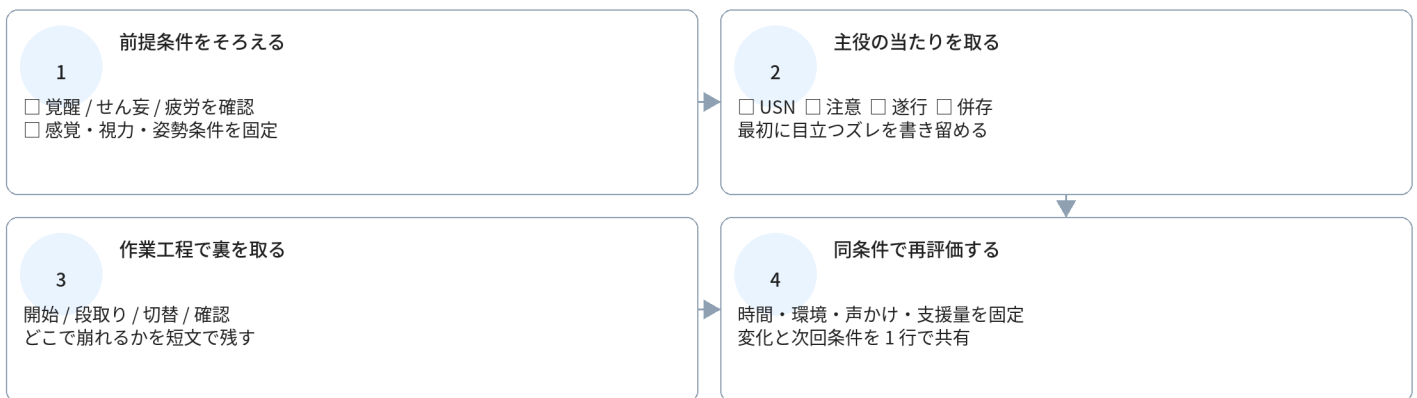 1
前提条件をそろえる
□ 覚醒 / せん妄 / 疲労を確認
□ 感覚・視力・姿勢条件を固定
2
主役の当たりを取る
□ USN □ 注意 □ 遂行 □ 併存
最初に目立つズレを書き留める
3
作業工程で裏を取る
開始 / 段取り / 切替 / 確認
どこで崩れるかを短文で残す
4
同条件で再評価する
時間・環境・声かけ・支援量を固定
変化と次回条件を 1 行で共有